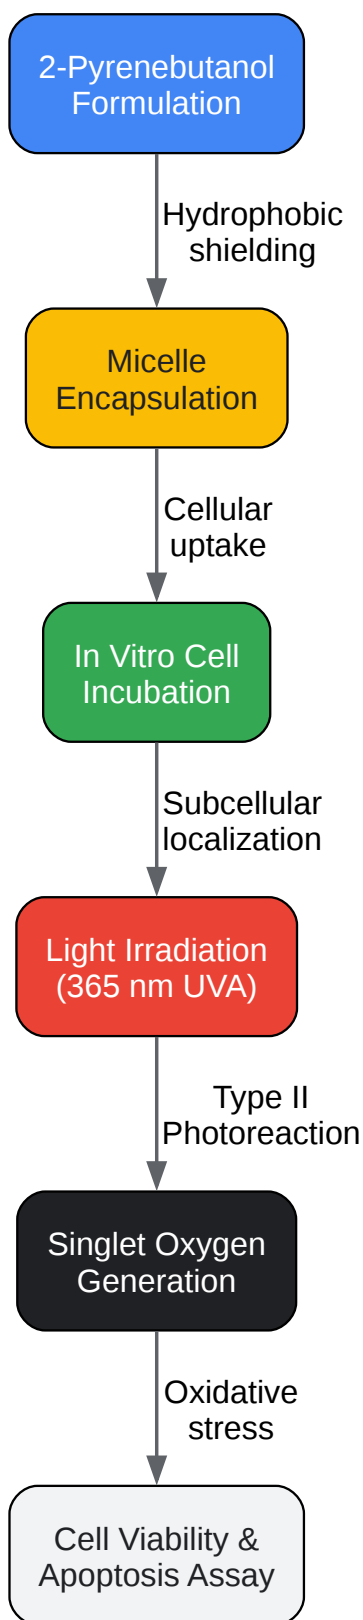 2-Pyrenebutanol
Formulation
Hydrophobic
shielding
Micelle
Encapsulation
Cellular
uptake
In Vitro Cell
Incubation
Subcellular
localization
Light Irradiation
(365 nm UVA)
Type II
Photoreaction
Singlet Oxygen
Generation
Oxidative
stress
Cell Viability &
Apoptosis Assay